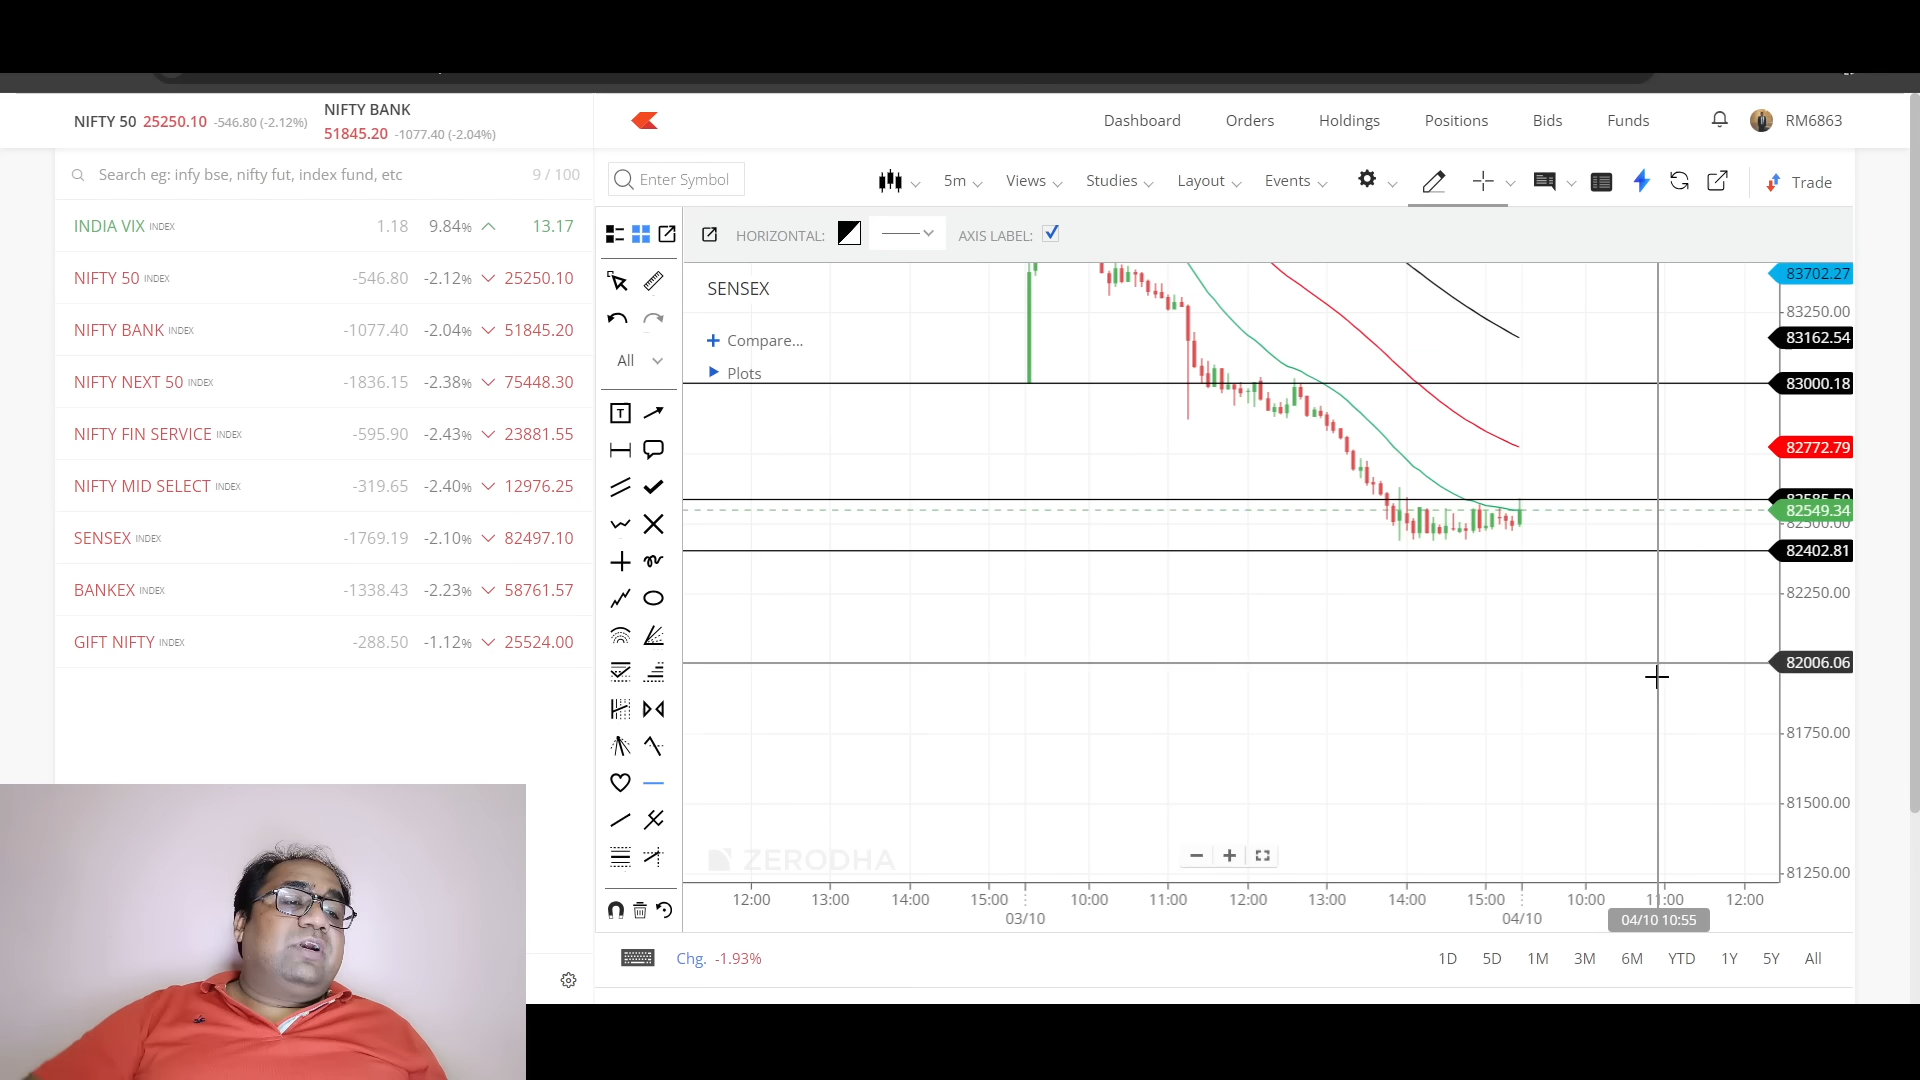 NIFTY 50 25250.10 -546.80 (-2.12%)
NIFTY BANK
51845.20 -1077.40 (-2.04%)
Dashboard Orders Holdings Positions Bids Funds RM6863
Search eg: infy bse, nifty fut, index fund, etc 9 / 100
Enter Symbol 5m Views Studies Layout Events Trade
INDIA VIX INDEX 1.18 9.84% 13.17
NIFTY 50 INDEX -546.80 -2.12% 25250.10
NIFTY BANK INDEX -1077.40 -2.04% 51845.20
NIFTY NEXT 50 INDEX -1836.15 -2.38% 75448.30
NIFTY FIN SERVICE INDEX -595.90 -2.43% 23881.55
NIFTY MID SELECT INDEX -319.65 -2.40% 12976.25
SENSEX INDEX -1769.19 -2.10% 82497.10
BANKEX INDEX -1338.43 -2.23% 58761.57
GIFT NIFTY INDEX -288.50 -1.12% 25524.00
HORIZONTAL: AXIS LABEL:
All
T
SENSEX
Compare...
Plots
83702.27
83250.00
83162.54
83000.18
82772.79
82549.34
82500.00
82402.81
82250.00
82006.06
81750.00
81500.00
81250.00
ZERODHA
12:00 13:00 14:00 15:00 10:00 11:00 12:00 13:00 14:00 15:00 10:00 11:00 12:00
03/10 04/10 04/10 10:55
Chg. -1.93% 1D 5D 1M 3M 6M YTD 1Y 5Y All